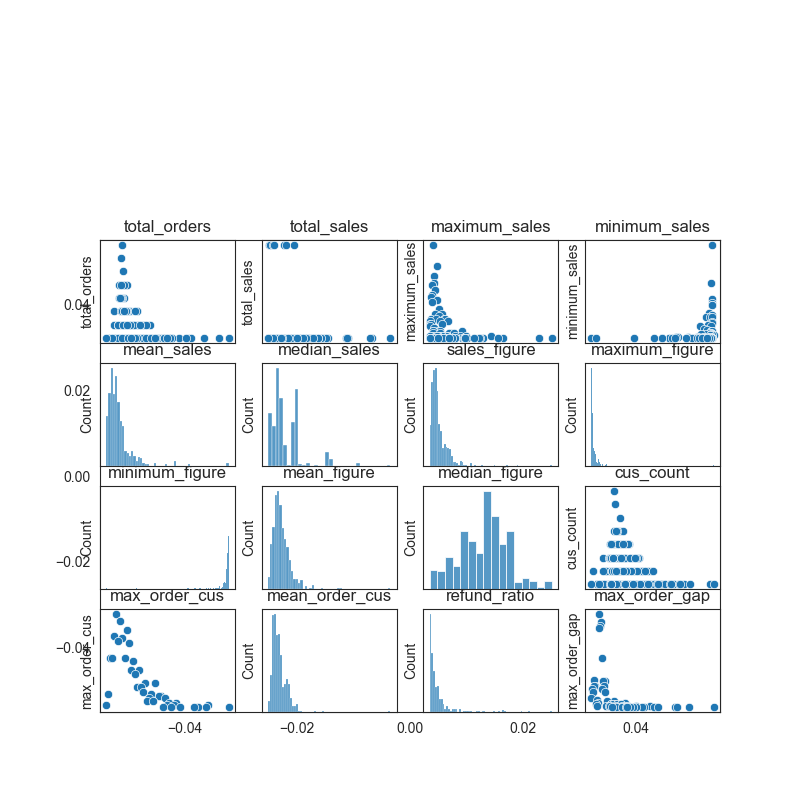 total_orders total_sales maximum_sales minimum_sales
total_orders total_sales maximum_sales minimum_sales
0.04
mean_sales median_sales sales_figure maximum_figure
0.02
Count Count Count Count
0.00
minimum_figure mean_figure median_figure cus_count
Count Count Count cus_count
−0.02
max_order_cus mean_order_cus refund_ratio max_order_gap
−0.04
max_order_cus Count Count max_order_gap
−0.04 −0.02 0.00 0.02 0.04